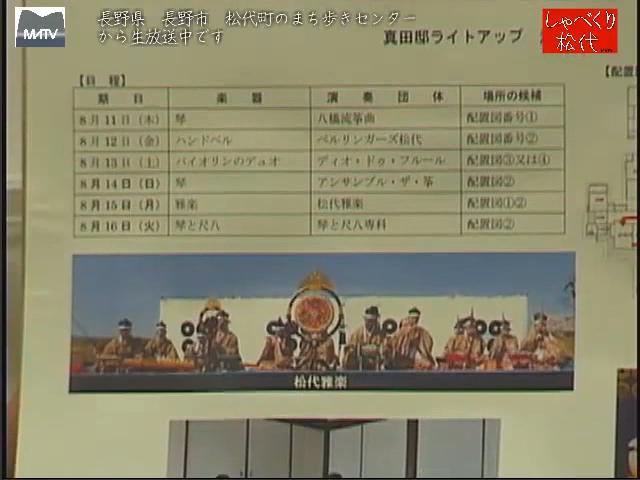 MATV
長野県　長野市　松代町のまち歩きセンター
から生放送中です
しゃべくり
松代
真田邸ライトアップ
【日　程】
【配置
期　日　楽　器　演　奏　団　体　場所の候補
8月11日（木）　琴　八橋流箏曲　配置図番号①
8月12日（金）　ハンドベル　ベルリンガーズ松代　配置図番号②
8月13日（土）　バイオリンのデュオ　ディオ・ドゥ・フルール　配置図③又は④
8月14日（日）　琴　アンサンブル・ザ・箏　配置図②
8月15日（月）　雅楽　松代雅楽　配置図①②
8月16日（火）　琴と尺八　琴と尺八専科　配置図②
松代雅楽